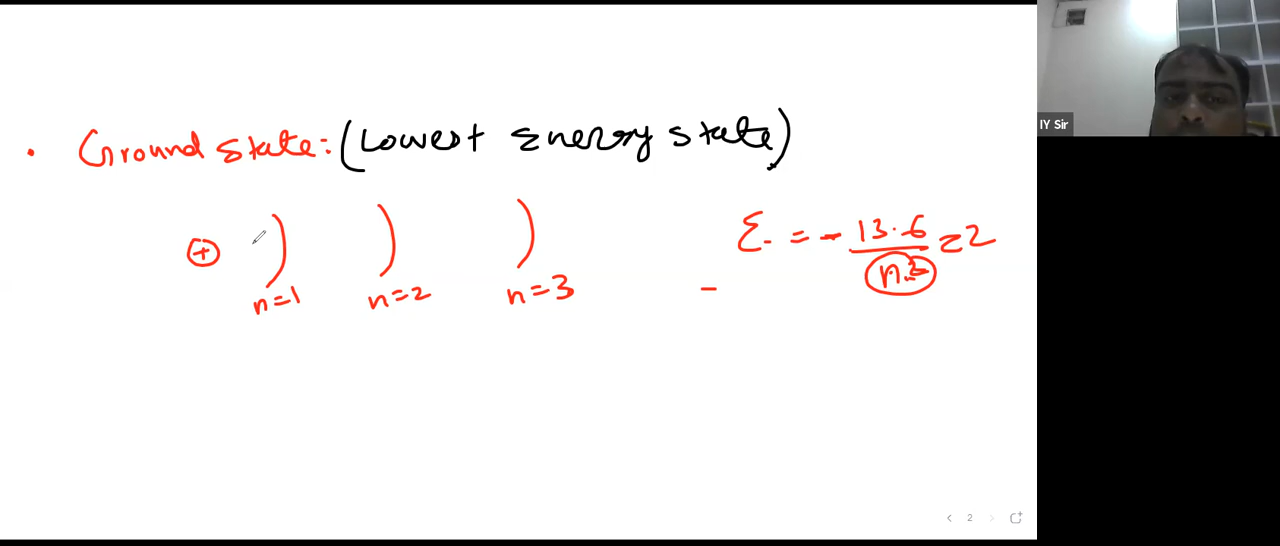 . Ground state: (Lowest Energy state)
+
E. = - 13.6 / n² z2
n=1 n=2 n=3 -
IY Sir
2